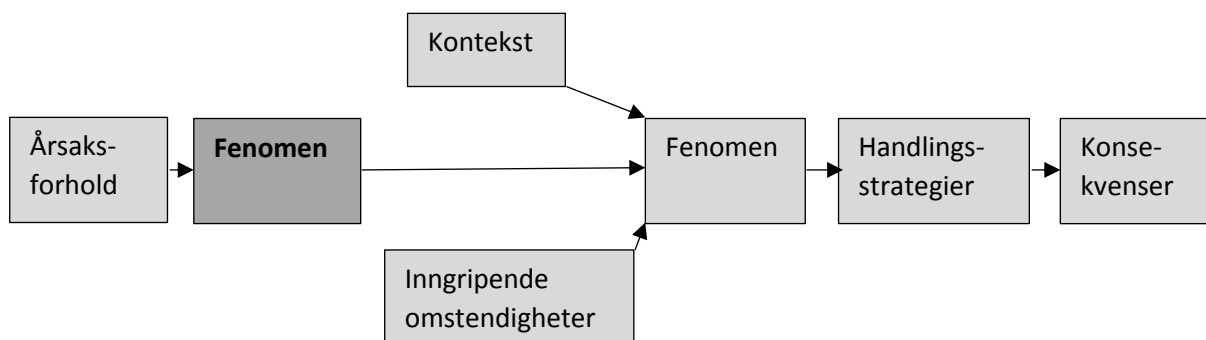 Kontekst
Årsaks-
forhold
Fenomen
Fenomen
Handlings-
strategier
Konse-
kvenser
Inngripende
omstendigheter